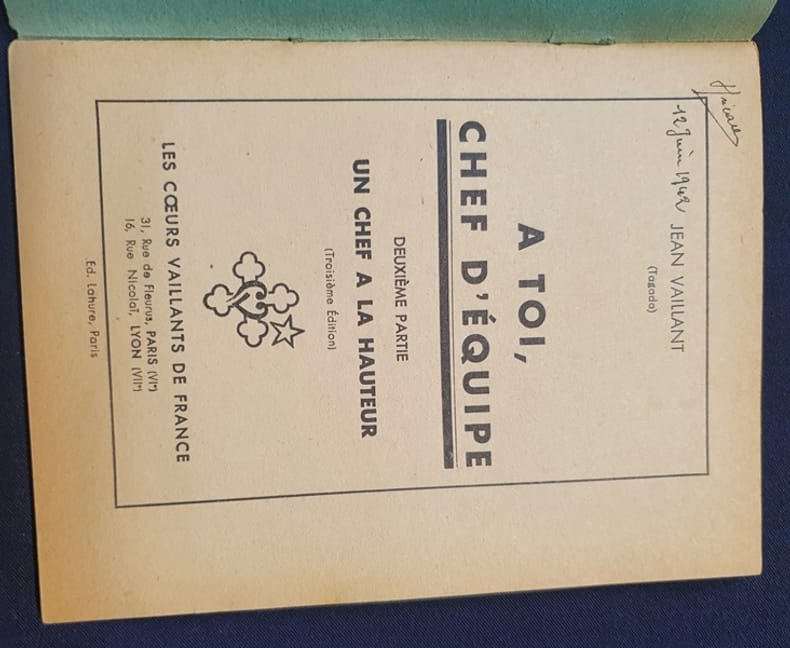 12 Juin 1942
JEAN VAILLANT
(Tagada)
A TOI,
CHEF D'ÉQUIPE
DEUXIÈME PARTIE
UN CHEF A LA HAUTEUR
(Troisième Édition)
LES CŒURS VAILLANTS DE FRANCE
31, Rue de Fleurus, PARIS (VIᵉ)
16, Rue Nicolaï, LYON (VIIᵉ)
Ed. Lahure, Paris